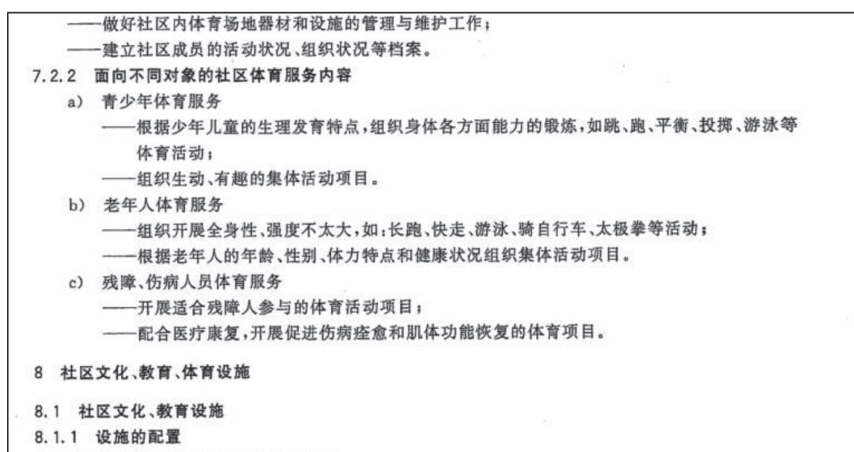 ——做好社区内体育场地器材和设施的管理与维护工作;
——建立社区成员的活动状况、组织状况等档案。
7.2.2 面向不同对象的社区体育服务内容
a) 青少年体育服务
——根据少年儿童的生理发育特点,组织身体各方面能力的锻炼,如跳、跑、平衡、投掷、游泳等
体育活动;
——组织生动、有趣的集体活动项目。
b) 老年人体育服务
——组织开展全身性、强度不太大,如:长跑、快走、游泳、骑自行车、太极拳等活动;
——根据老年人的年龄、性别、体力特点和健康状况组织集体活动项目。
c) 残障、伤病人员体育服务
——开展适合残障人参与的体育活动项目;
——配合医疗康复,开展促进伤病痊愈和肌体功能恢复的体育项目。
8 社区文化、教育、体育设施
8.1 社区文化、教育设施
8.1.1 设施的配置